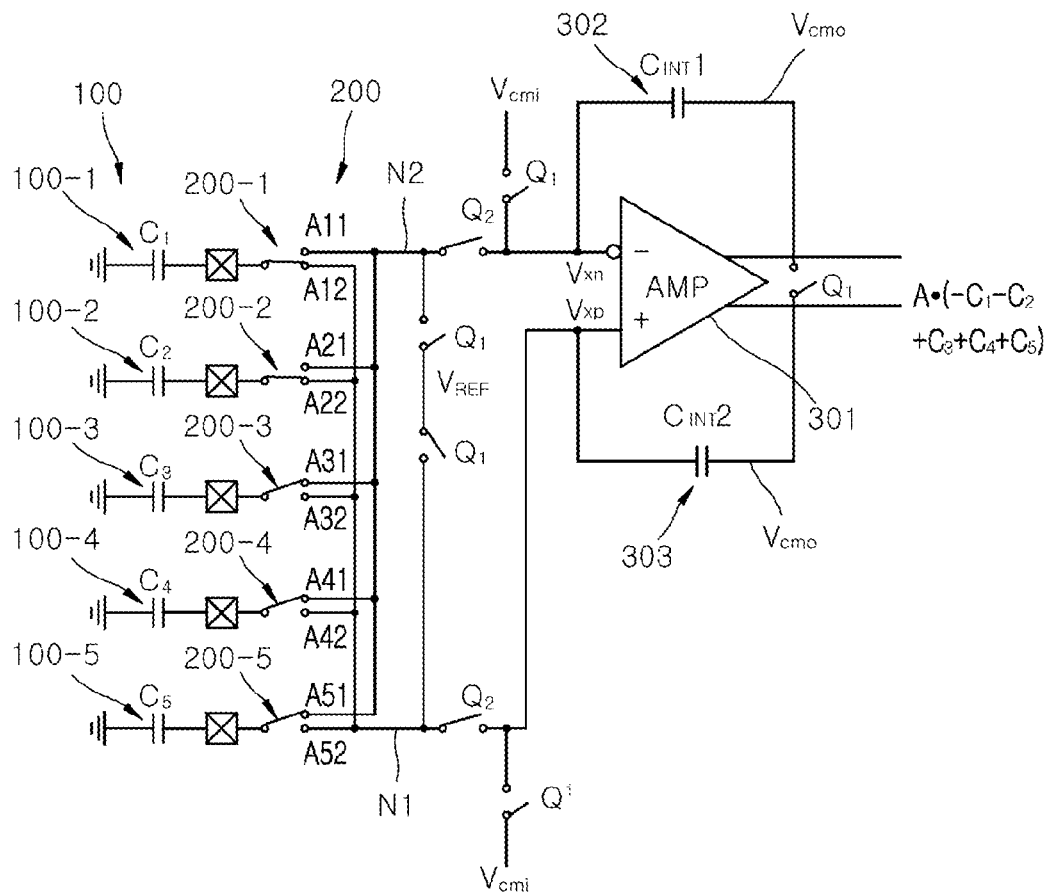 302
Vcmo
CINT1
100
200
Vcmi
100-1
200-1
N2
Q1
A11
Q2
C1
A12
Vxn
−
AMP
100-2
200-2
Vxp
+
Q1
A•(-C1-C2
+C3+C4+C5)
A21
Q1
C2
A22
VREF
301
100-3
200-3
CINT2
A31
Q1
C3
A32
100-4
200-4
303
Vcmo
A41
C4
A42
100-5
200-5
A51
Q2
C5
A52
N1
Q1
Vcmi